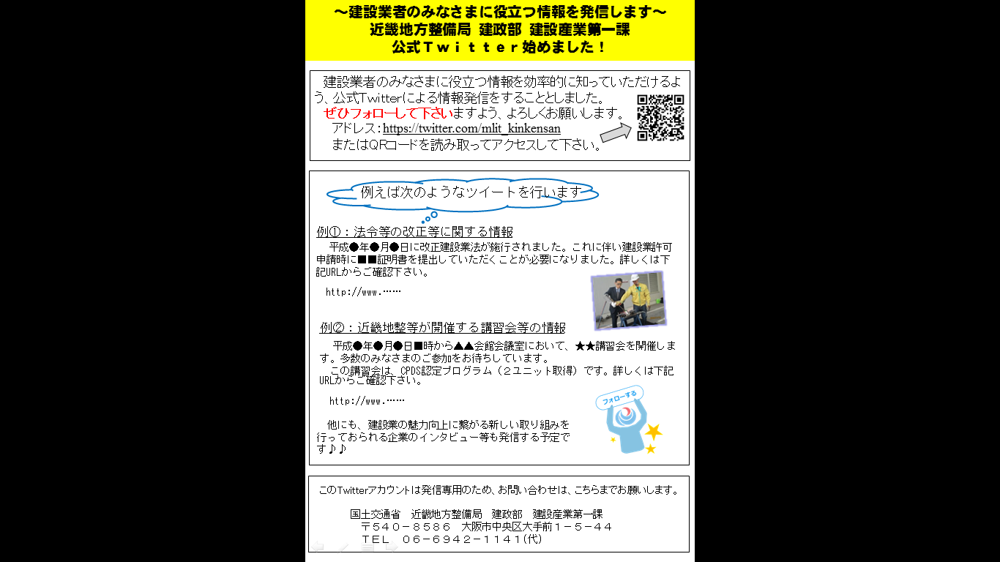 ～建設業者のみなさまに役立つ情報を発信します～
近畿地方整備局 建政部 建設産業第一課
公式Ｔｗｉｔｔｅｒ始めました！
建設業者のみなさまに役立つ情報を効率的に知っていただけるよ
う、公式Twitterによる情報発信をすることとしました。
ぜひフォローして下さいますよう、よろしくお願いします。
アドレス：https://twitter.com/mlit_kinkensan
またはQRコードを読み取ってアクセスして下さい。
例えば次のようなツイートを行います
例①：法令等の改正等に関する情報
平成●年●月●日に改正建設業法が施行されました。これに伴い建設業許可
申請時に■■証明書を提出していただくことが必要になりました。詳しくは下
記URLからご確認下さい。
http://www.……
例②：近畿地整等が開催する講習会等の情報
平成●年●月●日■時から▲▲会館会議室において、★★講習会を開催しま
す。多数のみなさまのご参加をお待ちしています。
この講習会は、CPDS認定プログラム（２ユニット取得）です。詳しくは下記
URLからご確認下さい。
http://www.……
フォローする
他にも、建設業の魅力向上に繋がる新しい取り組みを
行っておられる企業のインタビュー等も発信する予定で
す♪♪
このTwitterアカウントは発信専用のため、お問い合わせは、こちらまでお願いします。
国土交通省　近畿地方整備局　建政部　建設産業第一課
〒５４０－８５８６　大阪市中央区大手前１－５－４４
ＴＥＬ　０６－６９４２－１１４１(代)